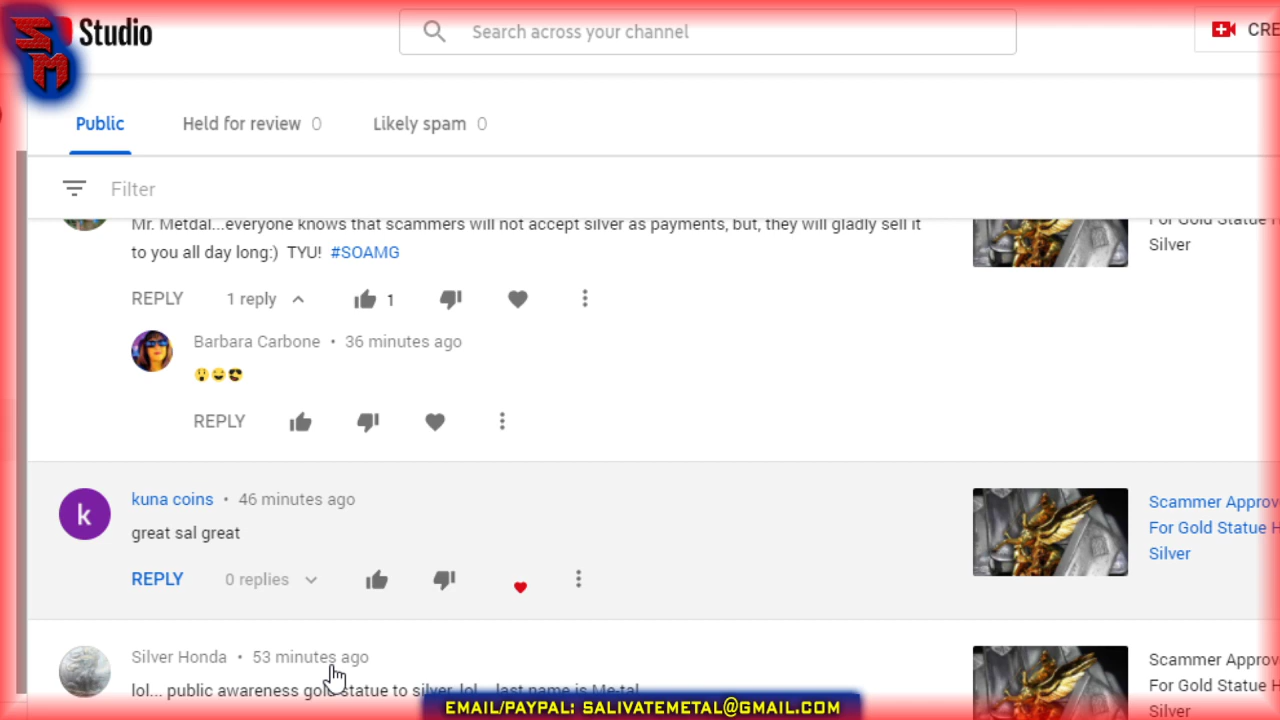 SM
Studio
Search across your channel
CRE
Public
Held for review 0
Likely spam 0
Filter
Mr. Metdal...everyone knows that scammers will not accept silver as payments, but, they will gladly sell it
to you all day long:) TYU! #SOAMG
For Gold Statue H
Silver
REPLY 1 reply 1
Barbara Carbone • 36 minutes ago
REPLY
k
kuna coins • 46 minutes ago
great sal great
REPLY 0 replies
Scammer Approv
For Gold Statue H
Silver
Silver Honda • 53 minutes ago
lol... public awareness gold statue to silver, lol... last name is Me-tal
Scammer Approv
For Gold Statue H
Silver
EMAIL/PAYPAL: SALIVATEMETAL@GMAIL.COM